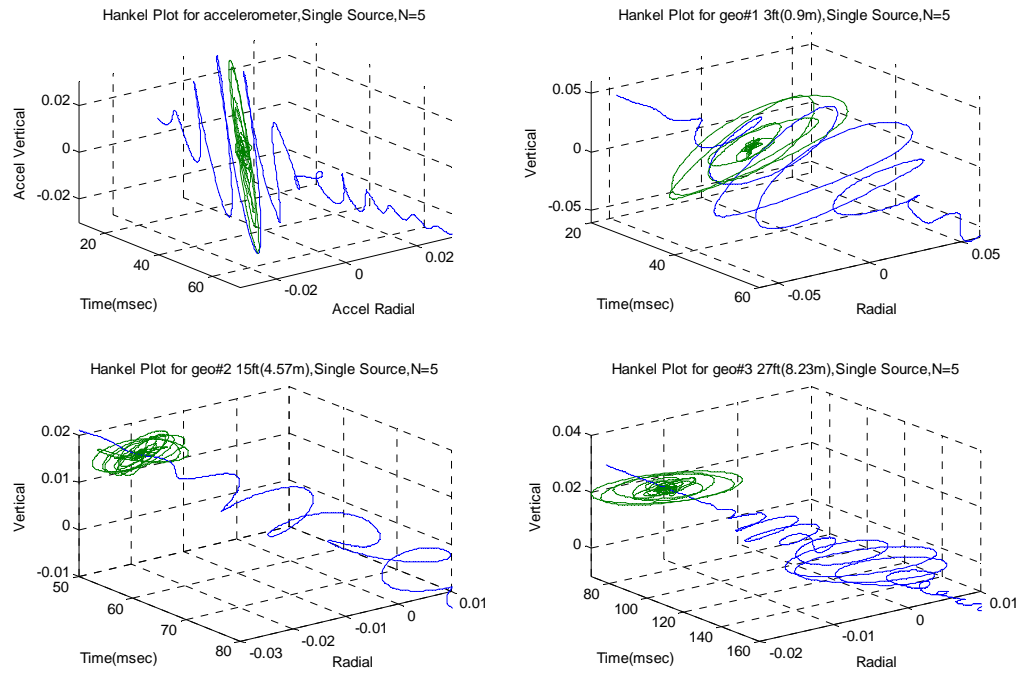 Hankel Plot for accelerometer,Single Source,N=5
0.02
0
-0.02
Accel Vertical
20
40
60
Time(msec)
-0.02
0
0.02
Accel Radial
Hankel Plot for geo#1 3ft(0.9m),Single Source,N=5
0.05
0
-0.05
Vertical
20
40
60
Time(msec)
-0.05
0
0.05
Radial
Hankel Plot for geo#2 15ft(4.57m),Single Source,N=5
0.02
0.01
0
-0.01
Vertical
50
60
70
80
Time(msec)
-0.03
-0.02
-0.01
0
0.01
Radial
Hankel Plot for geo#3 27ft(8.23m),Single Source,N=5
0.04
0.02
0
Vertical
80
100
120
140
160
Time(msec)
-0.02
-0.01
0
0.01
Radial